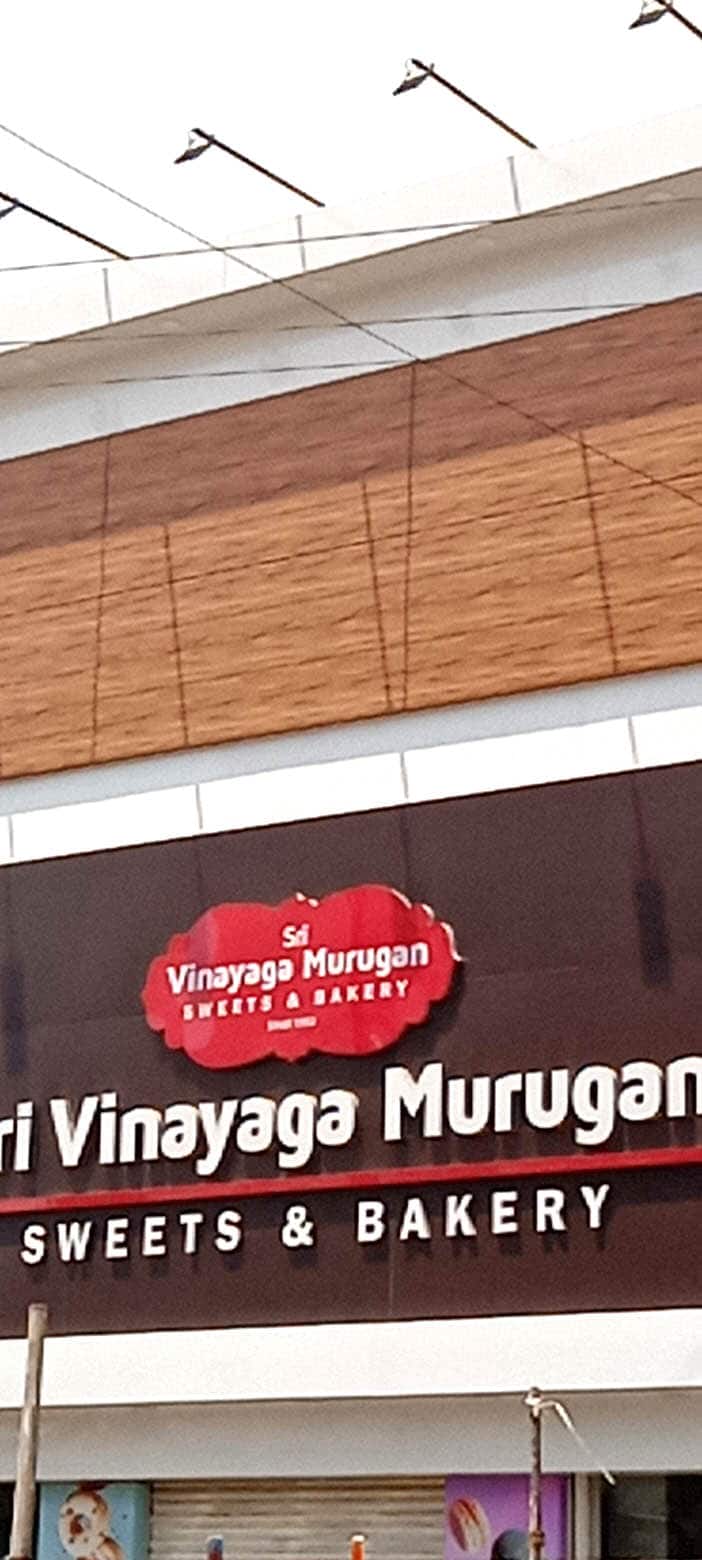 Sri
Vinayaga Murugan
SWEETS & BAKERY
ri Vinayaga Murugan
SWEETS & BAKERY